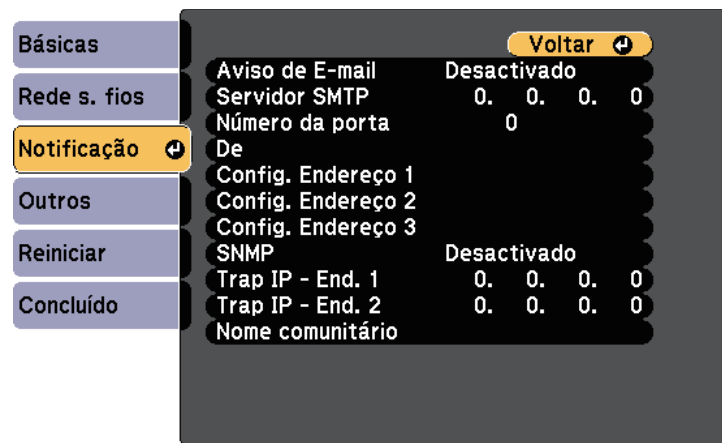 Básicas
Rede s. fios
Notificação
Outros
Reiniciar
Concluído
Voltar
Aviso de E-mail Desactivado
Servidor SMTP 0. 0. 0. 0
Número da porta 0
De
Config. Endereço 1
Config. Endereço 2
Config. Endereço 3
SNMP Desactivado
Trap IP - End. 1 0. 0. 0. 0
Trap IP - End. 2 0. 0. 0. 0
Nome comunitário